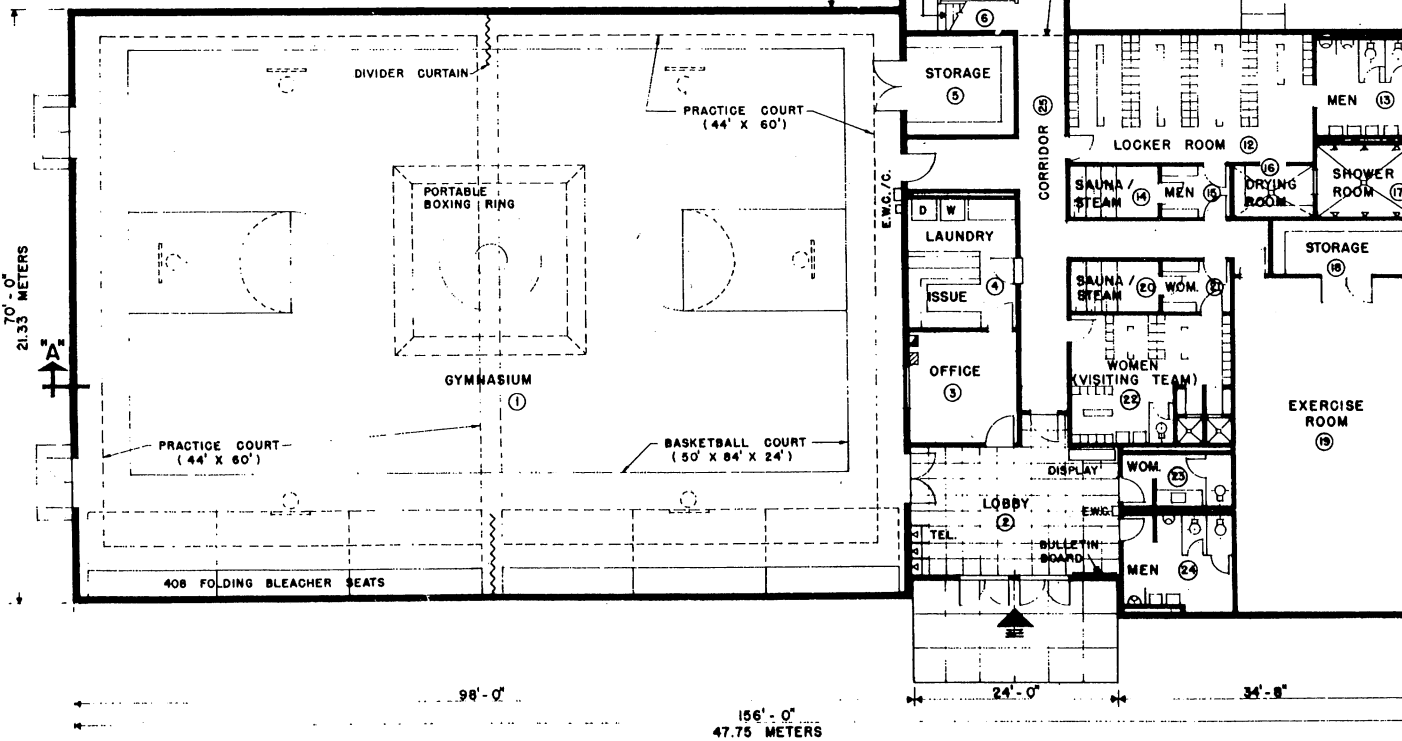 6
DIVIDER CURTAIN
STORAGE
5
PRACTICE COURT
(44' X 60')
CORRIDOR 25
MEN 13
LOCKER ROOM 12
PORTABLE
BOXING RING
E.W.C./C.
SAUNA/
STEAM 14
MEN 15
16
DRYING
ROOM
SHOWER
ROOM 17
D W
LAUNDRY
STORAGE
18
70'-0"
21.33 METERS
ISSUE 4
SAUNA/
STEAM 20
WOM. 21
"A"
GYMNASIUM
1
OFFICE
3
WOMEN
(VISITING TEAM)
22
EXERCISE
ROOM
19
PRACTICE COURT
(44' X 60')
BASKETBALL COURT
(50' X 84' X 24')
DISPLAY
WOM. 23
LOBBY
2
E.W.C.
TEL.
BULLETIN
BOARD
MEN 24
408 FOLDING BLEACHER SEATS
98'-0"
24'-0"
34'-8"
156'-0"
47.75 METERS